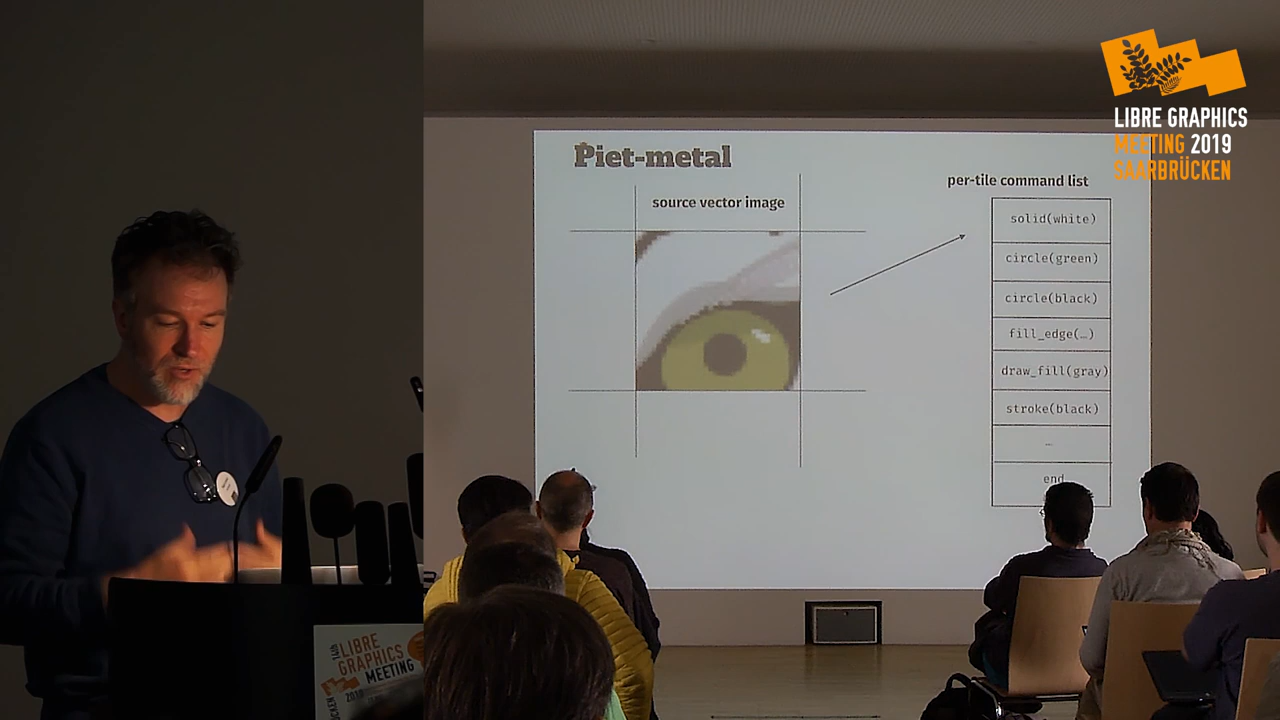 LIBRE GRAPHICS
MEETING 2019
SAARBRÜCKEN
Piet-metal
source vector image
per-tile command list
solid(white)
circle(green)
circle(black)
fill_edge(…)
draw_fill(gray)
stroke(black)
…
end
14th
LIBRE
GRAPHICS
MEETING